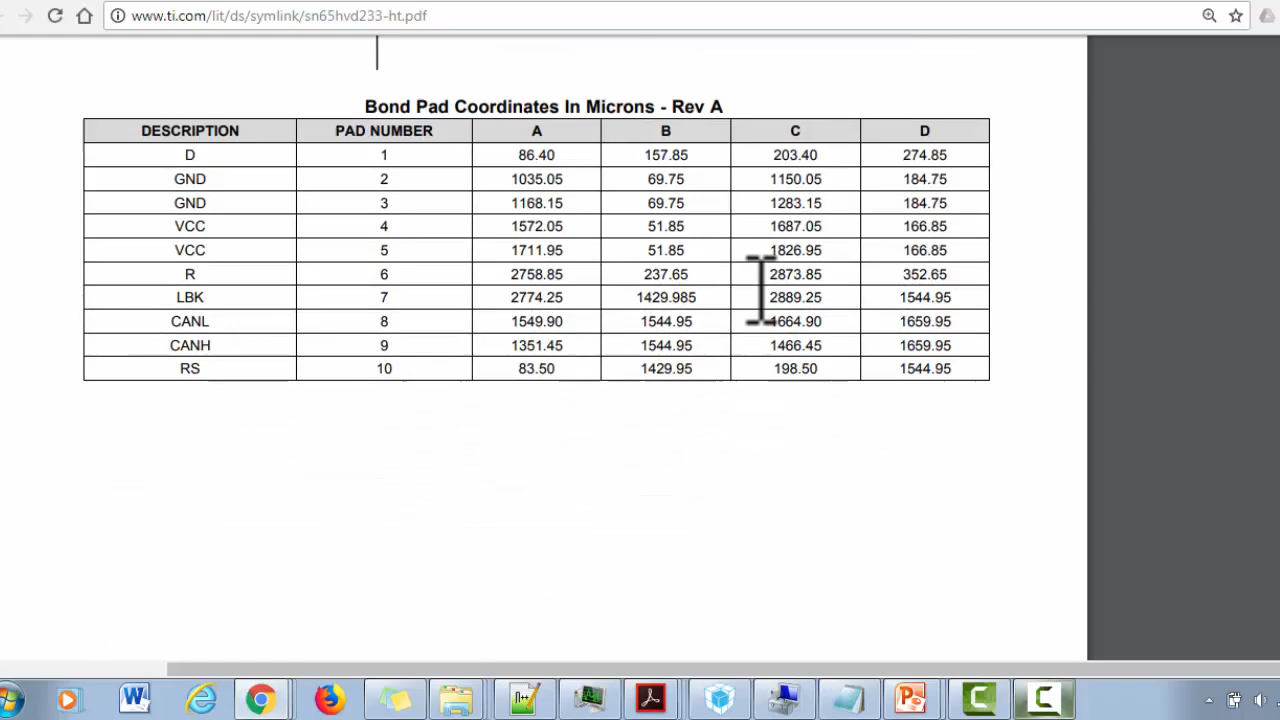 www.ti.com/lit/ds/symlink/sn65hvd233-ht.pdf
Bond Pad Coordinates In Microns - Rev A
DESCRIPTION PAD NUMBER A B C D
D 1 86.40 157.85 203.40 274.85
GND 2 1035.05 69.75 1150.05 184.75
GND 3 1168.15 69.75 1283.15 184.75
VCC 4 1572.05 51.85 1687.05 166.85
VCC 5 1711.95 51.85 1826.95 166.85
R 6 2758.85 237.65 2873.85 352.65
LBK 7 2774.25 1429.985 2889.25 1544.95
CANL 8 1549.90 1544.95 1664.90 1659.95
CANH 9 1351.45 1544.95 1466.45 1659.95
RS 10 83.50 1429.95 198.50 1544.95